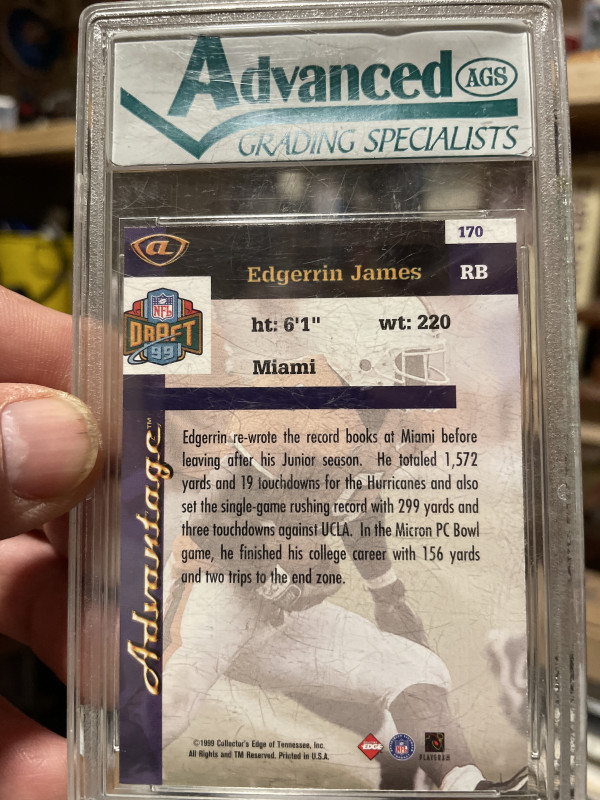 Advanced AGS
GRADING SPECIALISTS
170
a
Edgerrin James RB
NFL
DRAFT
99
ht: 6'1" wt: 220
Miami
Advantage™
Edgerrin re-wrote the record books at Miami before
leaving after his Junior season. He totaled 1,572
yards and 19 touchdowns for the Hurricanes and also
set the single-game rushing record with 299 yards and
three touchdowns against UCLA. In the Micron PC Bowl
game, he finished his college career with 156 yards
and two trips to the end zone.
©1999 Collector's Edge of Tennessee, Inc.
All Rights and TM Reserved. Printed in U.S.A.
EDGE
NFL
PLAYERS